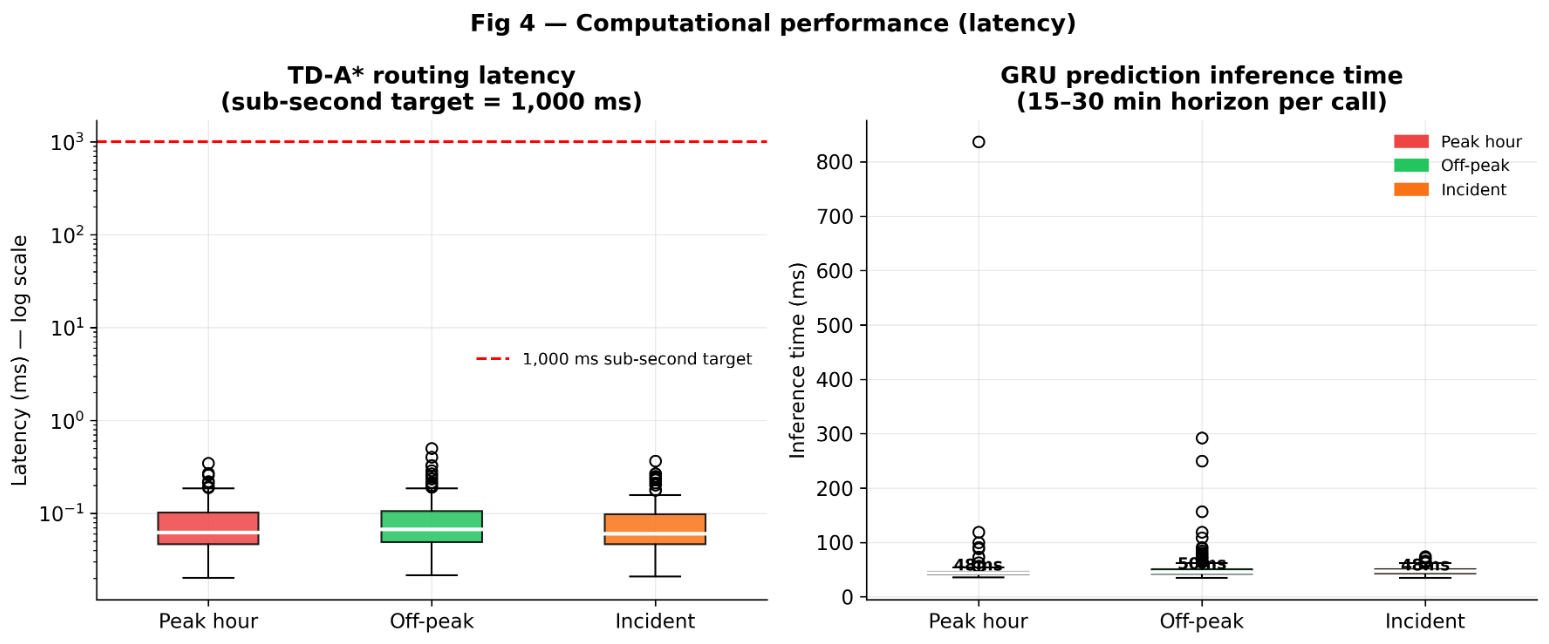 Fig 4 — Computational performance (latency)
TD-A* routing latency
(sub-second target = 1,000 ms)
Latency (ms) — log scale
10³
10²
10¹
10⁰
10⁻¹
1,000 ms sub-second target
Peak hour
Off-peak
Incident
GRU prediction inference time
(15–30 min horizon per call)
Inference time (ms)
800
700
600
500
400
300
200
100
0
Peak hour
Off-peak
Incident
48ms
50ms
48ms
Peak hour
Off-peak
Incident